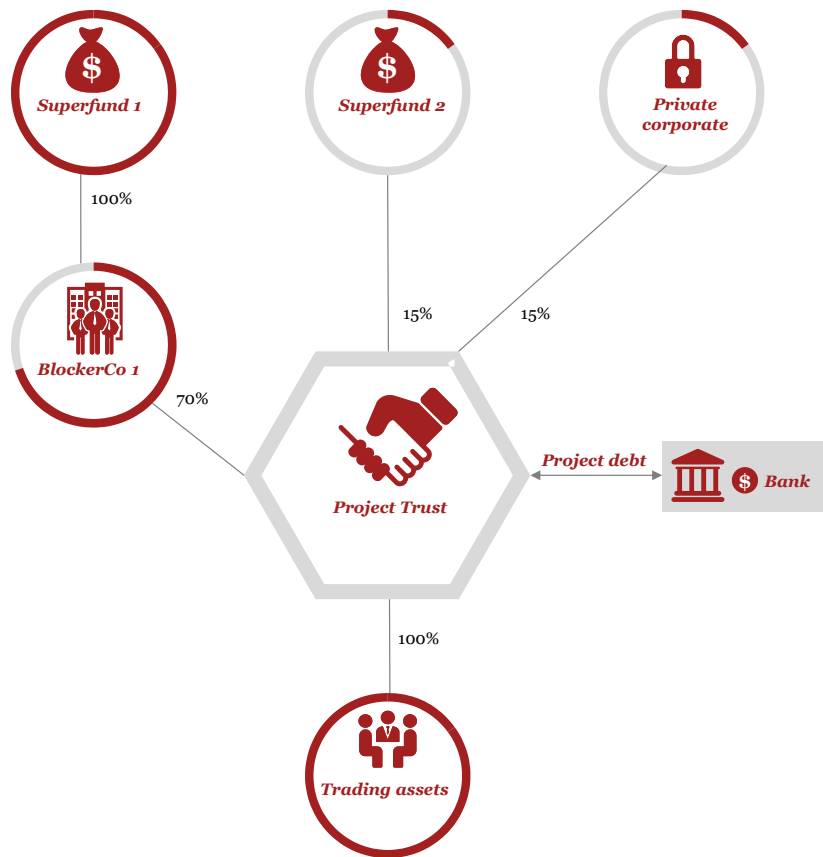 $
Superfund 1
$
Superfund 2
Private
corporate
100%
BlockerCo 1
70%
15%
15%
Project Trust
Project debt
$
Bank
100%
Trading assets